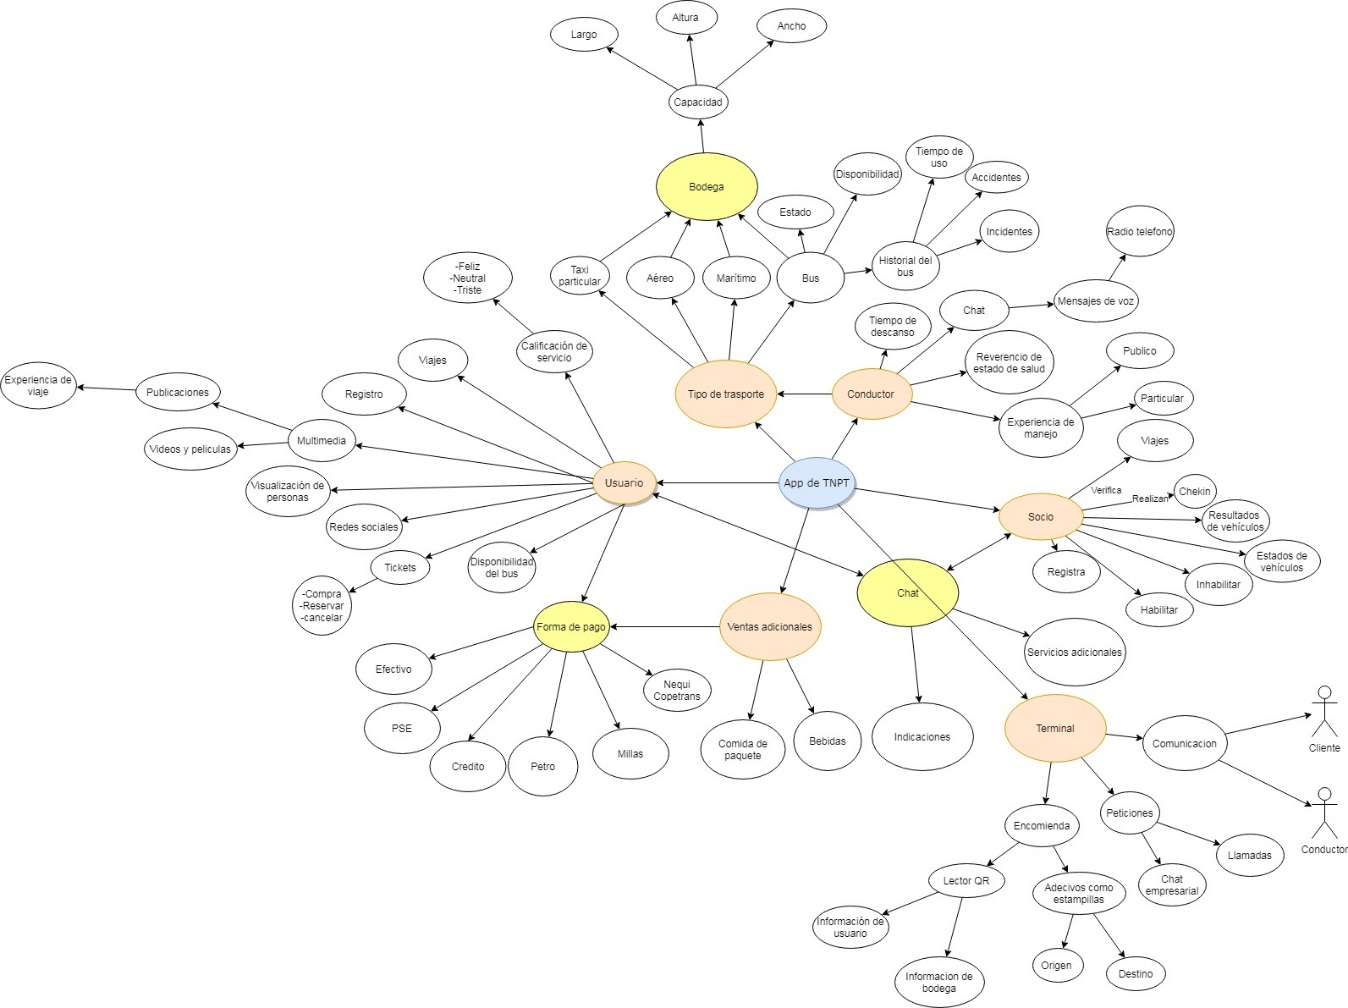 Altura
Largo
Ancho
Capacidad
Bodega
Disponibilidad
Tiempo de
uso
Accidentes
Estado
Incidentes
Radio telefono
Historial del
bus
Taxi
particular
Aéreo
Marítimo
Bus
-Feliz
-Neutral
-Triste
Mensajes de voz
Chat
Tiempo de
descanso
Calificación de
servicio
Publico
Reverencio de
estado de salud
Viajes
Experiencia de
viaje
Publicaciones
Registro
Tipo de trasporte
Conductor
Particular
Experiencia de
manejo
Multimedia
Videos y peliculas
Viajes
Visualización de
personas
Usuario
App de TNPT
Verifica
Realizan
Chekin
Socio
Resultados
de vehículos
Redes sociales
Tickets
Disponibilidad
del bus
Estados de
vehículos
Registra
Inhabilitar
Habilitar
Chat
-Compra
-Reservar
-cancelar
Forma de pago
Ventas adicionales
Servicios adicionales
Efectivo
Nequi
Copetrans
PSE
Credito
Petro
Millas
Comida de
paquete
Bebidas
Indicaciones
Terminal
Comunicacion
Cliente
Encomienda
Peticiones
Conductor
Llamadas
Lector QR
Adecivos como
estampillas
Chat
empresarial
Información de
usuario
Informacion de
bodega
Origen
Destino